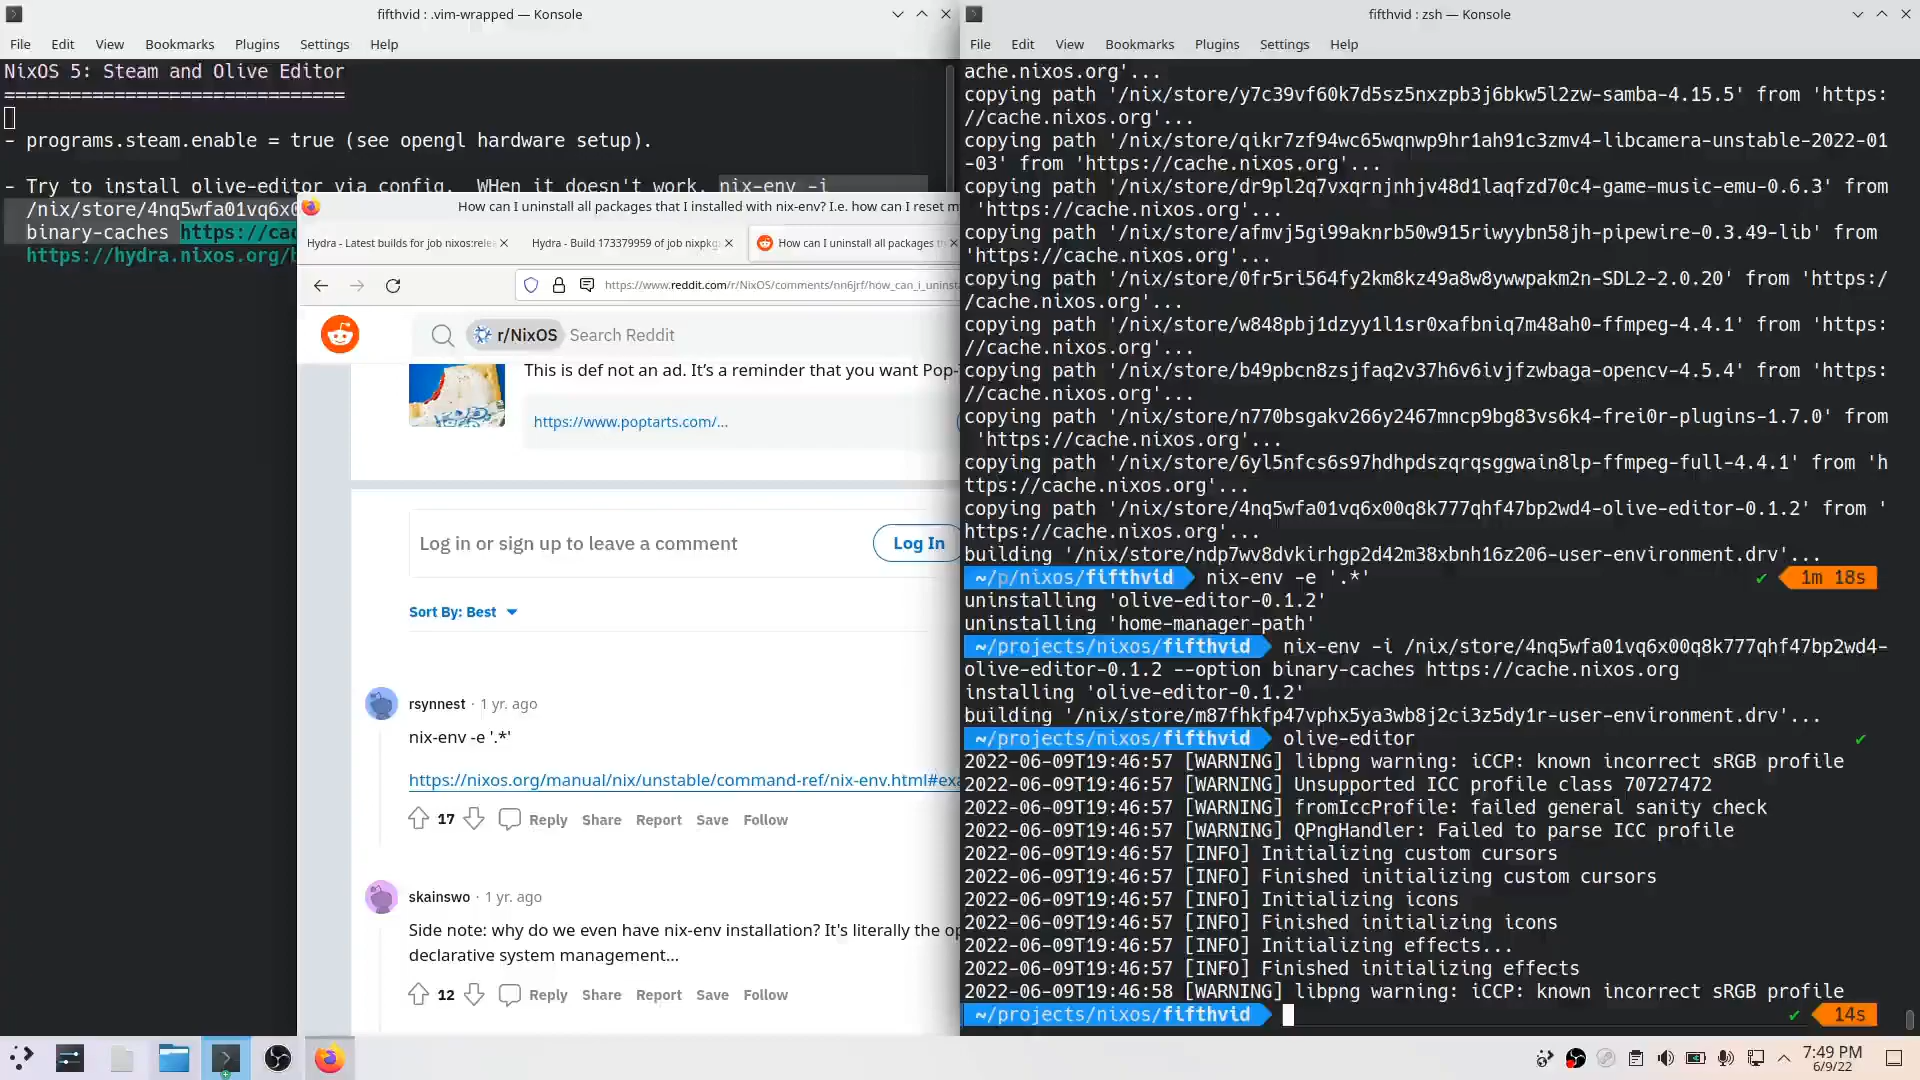 fifthvid : .vim-wrapped — Konsole
File Edit View Bookmarks Plugins Settings Help
NixOS 5: Steam and Olive Editor
===============================
- programs.steam.enable = true (see opengl hardware setup).
- Try to install olive-editor via config.  WHen it doesn't work, nix-env -i
/nix/store/4nq5wfa01vq6x0
binary-caches https://cac
https://hydra.nixos.org/b
How can I uninstall all packages that I installed with nix-env? I.e. how can I reset m
Hydra - Latest builds for job nixos:rele
Hydra - Build 173379959 of job nixpkg
How can I uninstall all packages th
https://www.reddit.com/r/NixOS/comments/nn6jrf/how_can_i_uninsta
r/NixOS Search Reddit
This is def not an ad. It's a reminder that you want Pop-T
https://www.poptarts.com/...
Log in or sign up to leave a comment
Log In
Sort By: Best
rsynnest · 1 yr. ago
nix-env -e '.*'
https://nixos.org/manual/nix/unstable/command-ref/nix-env.html#exa
17 Reply Share Report Save Follow
skainswo · 1 yr. ago
Side note: why do we even have nix-env installation? It's literally the op
declarative system management...
12 Reply Share Report Save Follow
fifthvid : zsh — Konsole
File Edit View Bookmarks Plugins Settings Help
ache.nixos.org'...
copying path '/nix/store/y7c39vf60k7d5sz5nxzpb3j6bkw5l2zw-samba-4.15.5' from 'https:
//cache.nixos.org'...
copying path '/nix/store/qikr7zf94wc65wqnwp9hr1ah91c3zmv4-libcamera-unstable-2022-01
-03' from 'https://cache.nixos.org'...
copying path '/nix/store/dr9pl2q7vxqrnjnhjv48d1laqfzd70c4-game-music-emu-0.6.3' from
'https://cache.nixos.org'...
copying path '/nix/store/afmvj5gi99aknrb50w915riwyybn58jh-pipewire-0.3.49-lib' from
'https://cache.nixos.org'...
copying path '/nix/store/0fr5ri564fy2km8kz49a8w8ywwpakm2n-SDL2-2.0.20' from 'https:/
/cache.nixos.org'...
copying path '/nix/store/w848pbj1dzyy1l1sr0xafbniq7m48ah0-ffmpeg-4.4.1' from 'https:
//cache.nixos.org'...
copying path '/nix/store/b49pbcn8zsjfaq2v37h6v6ivjfzwbaga-opencv-4.5.4' from 'https:
//cache.nixos.org'...
copying path '/nix/store/n770bsgakv266y2467mncp9bg83vs6k4-frei0r-plugins-1.7.0' from
'https://cache.nixos.org'...
copying path '/nix/store/6yl5nfcs6s97hdhpdszqrqsggwain8lp-ffmpeg-full-4.4.1' from 'h
ttps://cache.nixos.org'...
copying path '/nix/store/4nq5wfa01vq6x00q8k777qhf47bp2wd4-olive-editor-0.1.2' from '
https://cache.nixos.org'...
building '/nix/store/ndp7wv8dvkirhgp2d42m38xbnh16z206-user-environment.drv'...
~/p/nixos/fifthvid nix-env -e '.*' ✔ 1m 18s
uninstalling 'olive-editor-0.1.2'
uninstalling 'home-manager-path'
~/projects/nixos/fifthvid nix-env -i /nix/store/4nq5wfa01vq6x00q8k777qhf47bp2wd4-
olive-editor-0.1.2 --option binary-caches https://cache.nixos.org
installing 'olive-editor-0.1.2'
building '/nix/store/m87fhkfp47vphx5ya3wb8j2ci3z5dy1r-user-environment.drv'...
~/projects/nixos/fifthvid olive-editor ✔
2022-06-09T19:46:57 [WARNING] libpng warning: iCCP: known incorrect sRGB profile
2022-06-09T19:46:57 [WARNING] Unsupported ICC profile class 70727472
2022-06-09T19:46:57 [WARNING] fromIccProfile: failed general sanity check
2022-06-09T19:46:57 [WARNING] QPngHandler: Failed to parse ICC profile
2022-06-09T19:46:57 [INFO] Initializing custom cursors
2022-06-09T19:46:57 [INFO] Finished initializing custom cursors
2022-06-09T19:46:57 [INFO] Initializing icons
2022-06-09T19:46:57 [INFO] Finished initializing icons
2022-06-09T19:46:57 [INFO] Initializing effects...
2022-06-09T19:46:57 [INFO] Finished initializing effects
2022-06-09T19:46:58 [WARNING] libpng warning: iCCP: known incorrect sRGB profile
~/projects/nixos/fifthvid ✔ 14s
7:49 PM
6/9/22